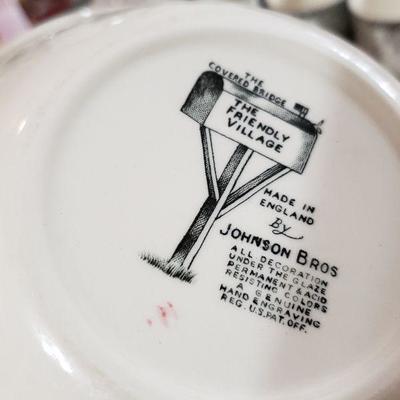 THE
COVERED BRIDGE
THE
FRIENDLY
VILLAGE
MADE IN
ENGLAND
By
JOHNSON BROS
ALL DECORATION
UNDER THE GLAZE
PERMANENT & ACID
RESISTING COLORS
A GENUINE
HAND ENGRAVING
REG. U.S. PAT. OFF.